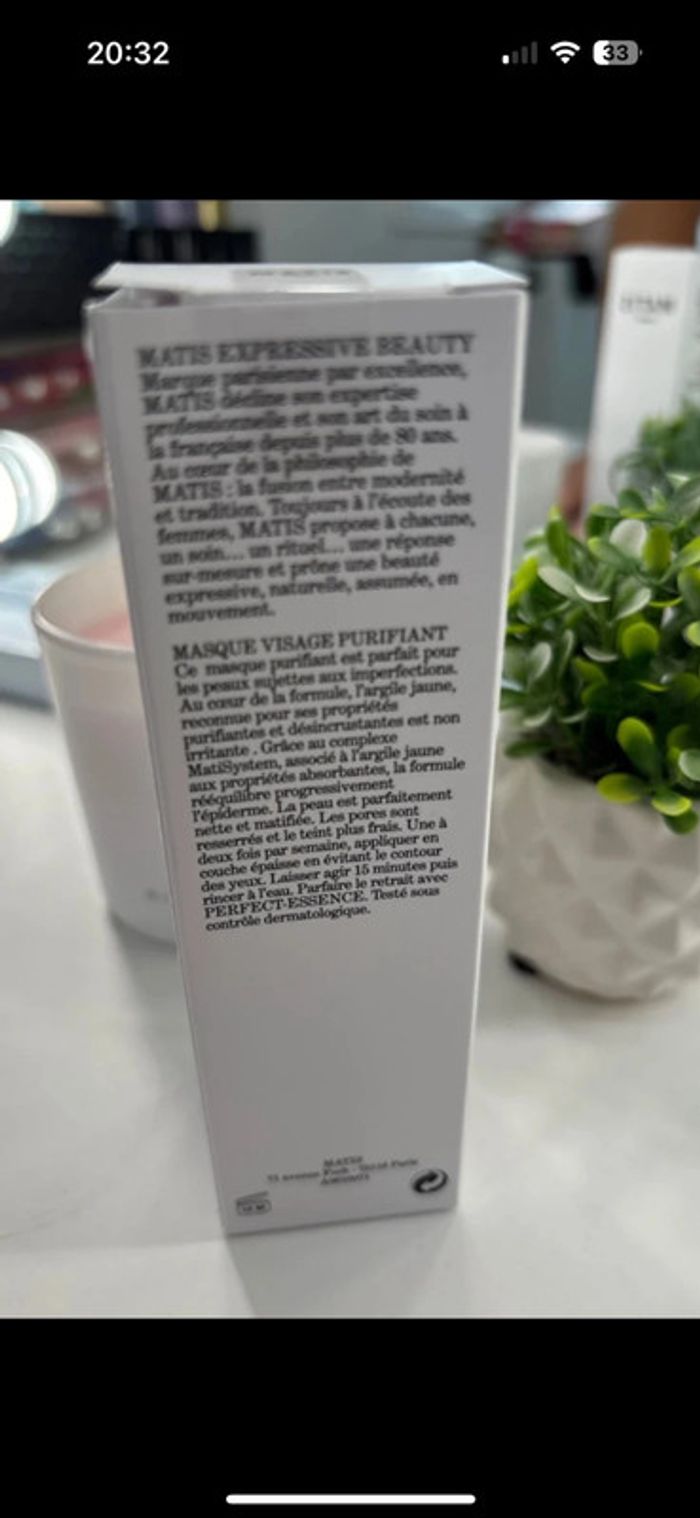 20:32
33
MATIS EXPRESSIVE BEAUTY
Marque parisienne par excellence,
MATIS décline son expertise
professionnelle et son art du soin à
la française depuis plus de 80 ans.
Au cœur de la philosophie de
MATIS : la fusion entre modernité
et tradition. Toujours à l'écoute des
femmes, MATIS propose à chacune,
un soin... un rituel... une réponse
sur-mesure et prône une beauté
expressive, naturelle, assumée, en
mouvement.
MASQUE VISAGE PURIFIANT
Ce masque purifiant est parfait pour
les peaux sujettes aux imperfections.
Au cœur de la formule, l'argile jaune,
reconnue pour ses propriétés
purifiantes et désincrustantes est non
irritante . Grâce au complexe
MatiSystem, associé à l'argile jaune
aux propriétés absorbantes, la formule
rééquilibre progressivement
l'épiderme. La peau est parfaitement
nette et matifiée. Les pores sont
resserrés et le teint plus frais. Une à
deux fois par semaine, appliquer en
couche épaisse en évitant le contour
des yeux. Laisser agir 15 minutes puis
rincer à l'eau. Parfaire le retrait avec
PERFECT-ESSENCE. Testé sous
contrôle dermatologique.
MATIS
Paris